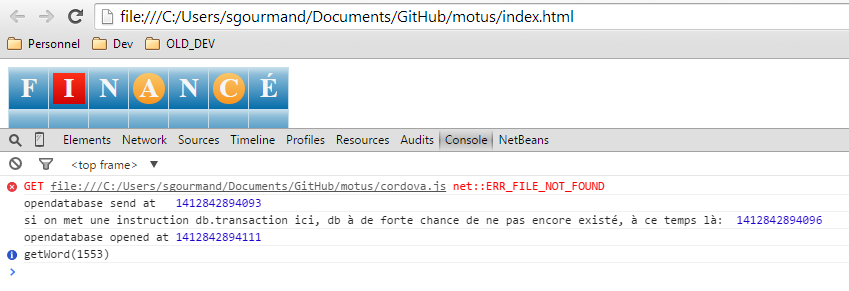 file:///C:/Users/sgourmand/Documents/GitHub/motus/index.html
Personnel Dev OLD_DEV
F I N A N C É
Elements Network Sources Timeline Profiles Resources Audits Console NetBeans
<top frame> ▼
GET file:///C:/Users/sgourmand/Documents/GitHub/motus/cordova.js net::ERR_FILE_NOT_FOUND
opendatabase send at 1412842894093
si on met une instruction db.transaction ici, db à de forte chance de ne pas encore existé, à ce temps là: 1412842894096
opendatabase opened at 1412842894111
getWord(1553)
>